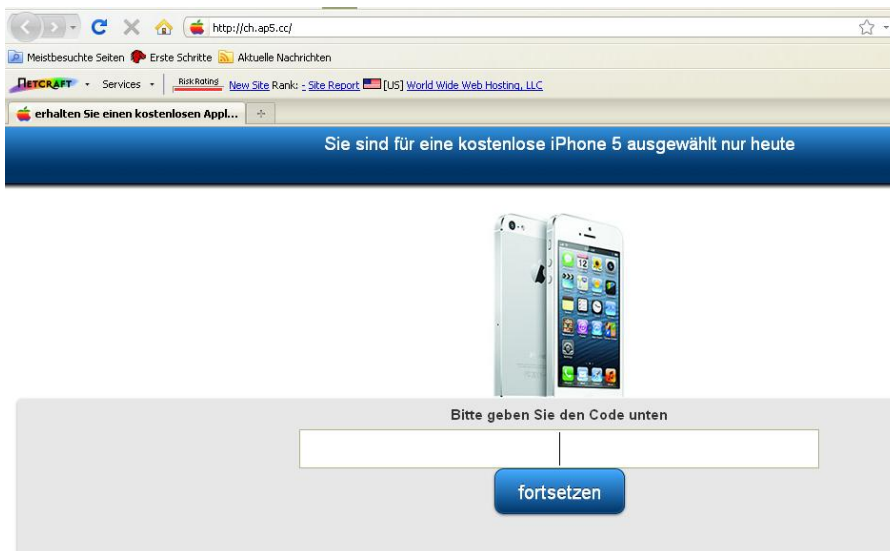 http://ch.ap5.cc/
Meistbesuchte Seiten Erste Schritte Aktuelle Nachrichten
NETCRAFT Services Risk Rating New Site Rank: - Site Report [US] World Wide Web Hosting, LLC
erhalten Sie einen kostenlosen Appl...
Sie sind für eine kostenlose iPhone 5 ausgewählt nur heute
12
Bitte geben Sie den Code unten
fortsetzen